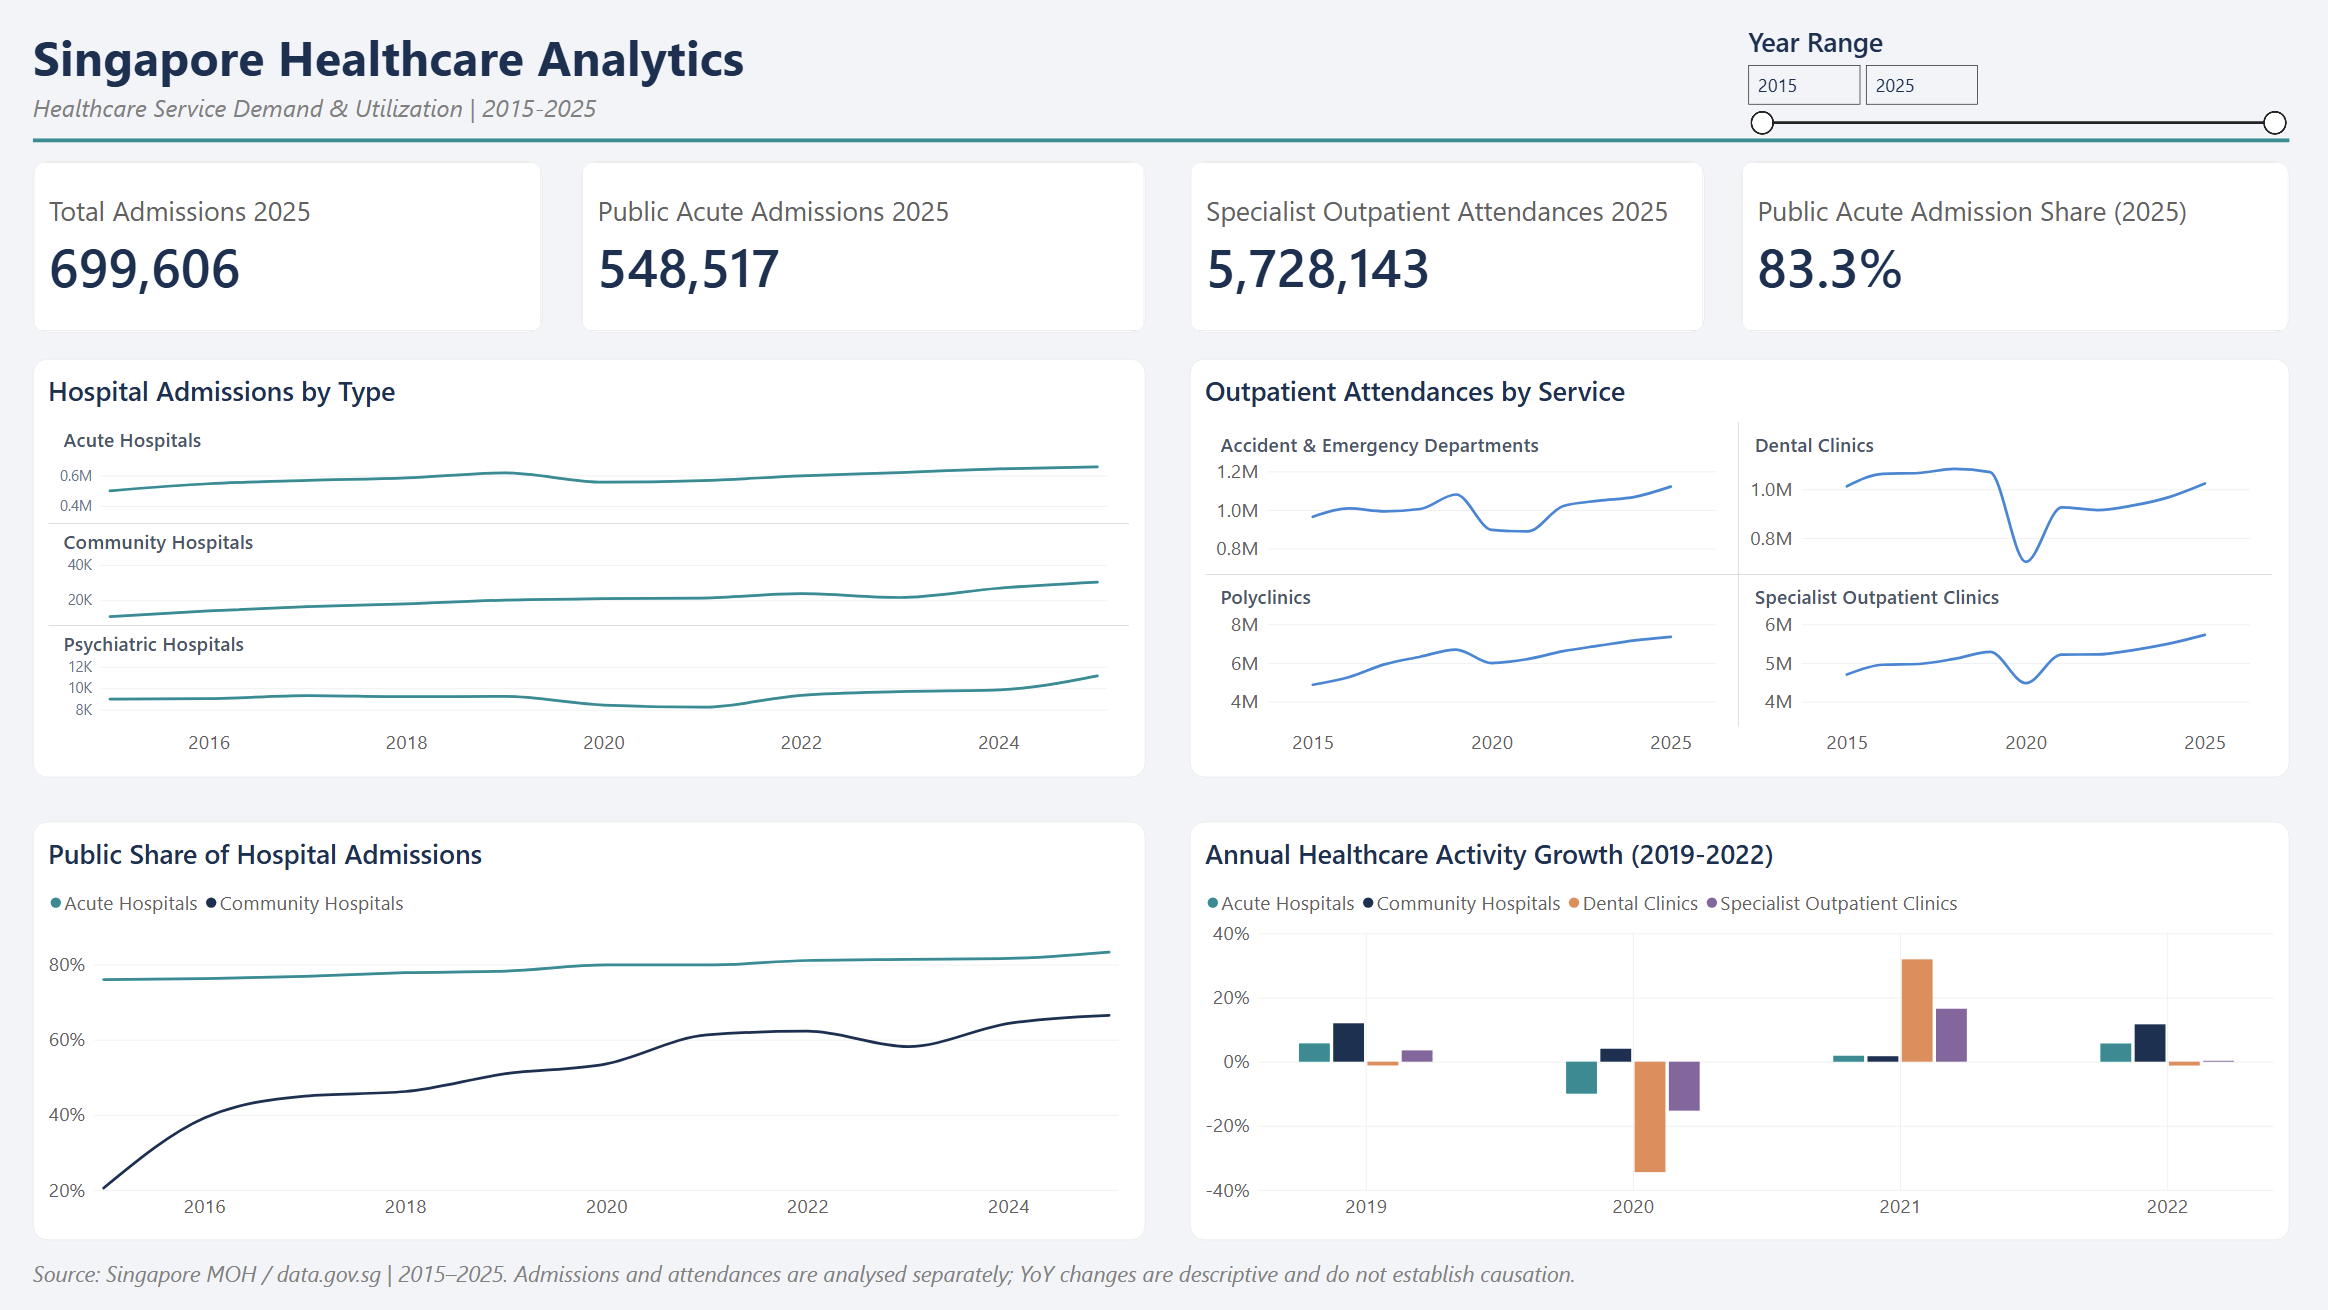 Singapore Healthcare Analytics
Healthcare Service Demand & Utilization | 2015-2025
Year Range
2015 2025
Total Admissions 2025
699,606
Public Acute Admissions 2025
548,517
Specialist Outpatient Attendances 2025
5,728,143
Public Acute Admission Share (2025)
83.3%
Hospital Admissions by Type
Acute Hospitals
0.6M
0.4M
Community Hospitals
40K
20K
Psychiatric Hospitals
12K
10K
8K
2016 2018 2020 2022 2024
Outpatient Attendances by Service
Accident & Emergency Departments
1.2M
1.0M
0.8M
Dental Clinics
1.0M
0.8M
Polyclinics
8M
6M
4M
2015 2020 2025
Specialist Outpatient Clinics
6M
5M
4M
2015 2020 2025
Public Share of Hospital Admissions
Acute Hospitals Community Hospitals
80%
60%
40%
20%
2016 2018 2020 2022 2024
Annual Healthcare Activity Growth (2019-2022)
Acute Hospitals Community Hospitals Dental Clinics Specialist Outpatient Clinics
40%
20%
0%
-20%
-40%
2019 2020 2021 2022
Source: Singapore MOH / data.gov.sg | 2015–2025. Admissions and attendances are analysed separately; YoY changes are descriptive and do not establish causation.